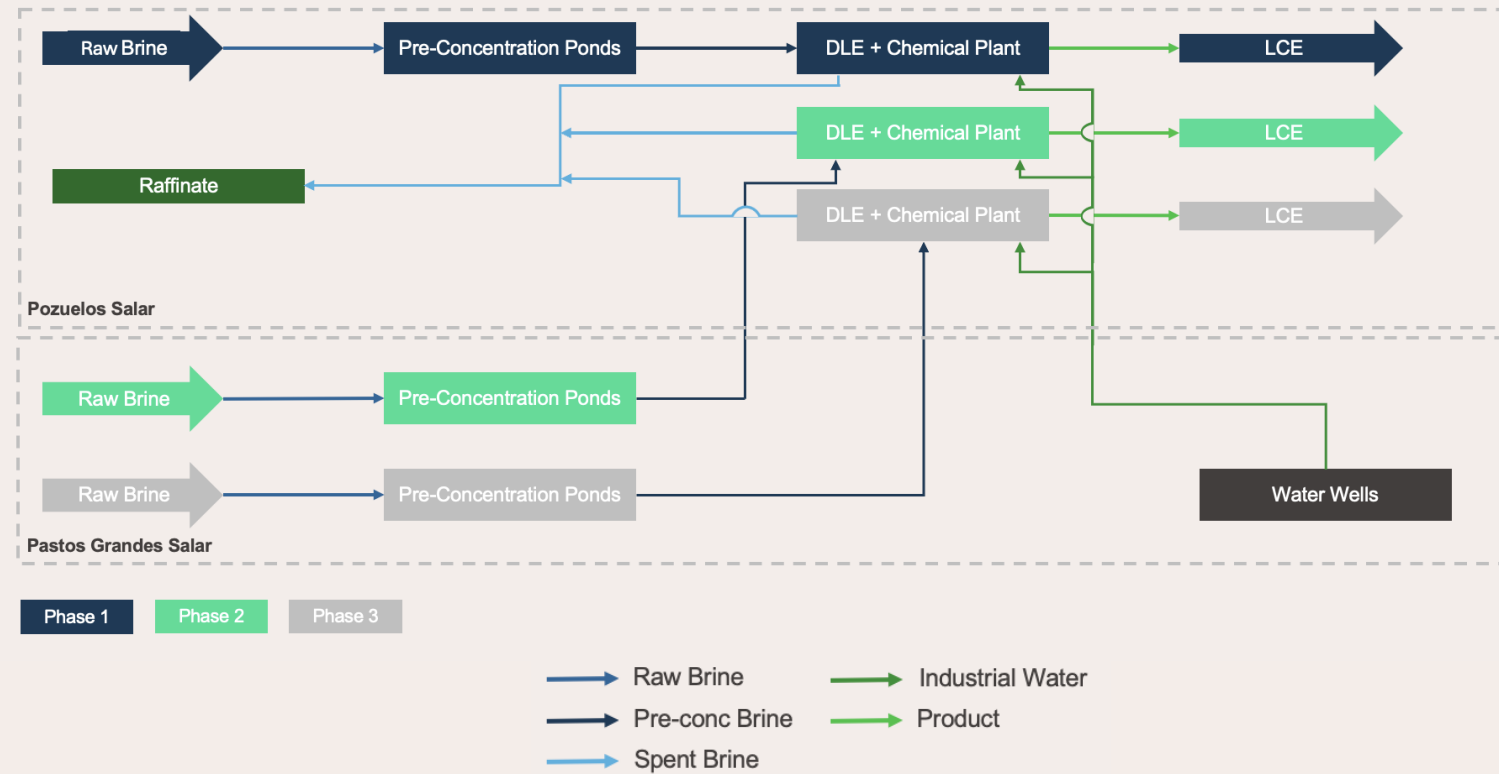 Raw Brine
Pre-Concentration Ponds
DLE + Chemical Plant
LCE
DLE + Chemical Plant
LCE
Raffinate
DLE + Chemical Plant
LCE
Pozuelos Salar
Raw Brine
Pre-Concentration Ponds
Raw Brine
Pre-Concentration Ponds
Water Wells
Pastos Grandes Salar
Phase 1
Phase 2
Phase 3
Raw Brine
Industrial Water
Pre-conc Brine
Product
Spent Brine